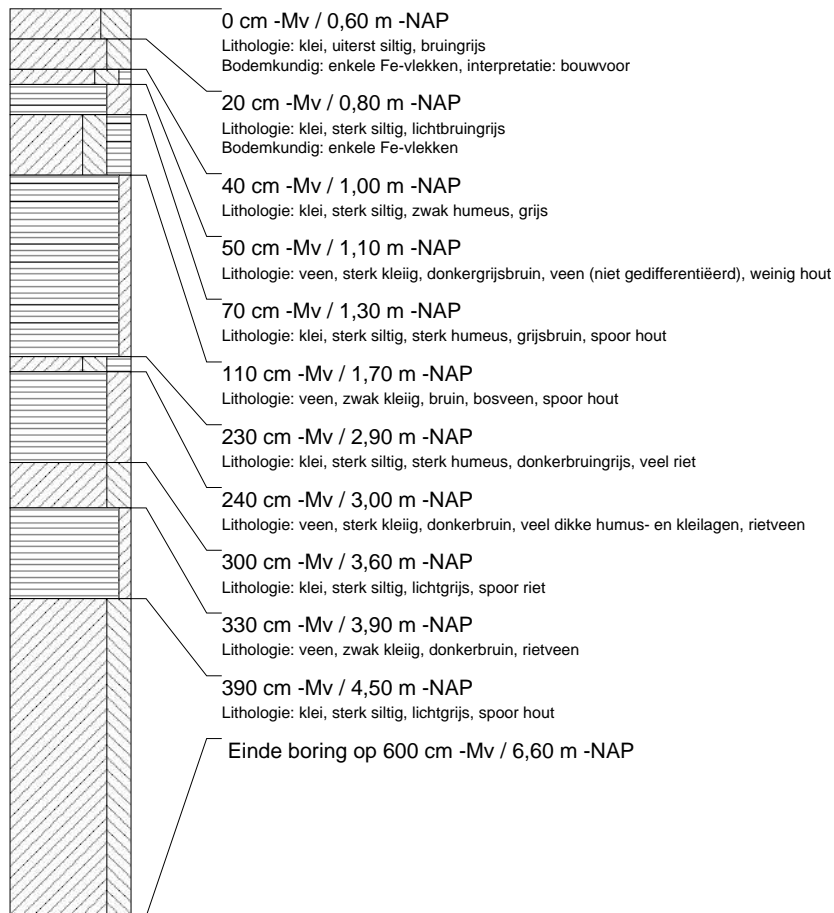 0 cm -Mv / 0,60 m -NAP
Lithologie: klei, uiterst siltig, bruingrijs
Bodemkundig: enkele Fe-vlekken, interpretatie: bouwvoor
20 cm -Mv / 0,80 m -NAP
Lithologie: klei, sterk siltig, lichtbruingrijs
Bodemkundig: enkele Fe-vlekken
40 cm -Mv / 1,00 m -NAP
Lithologie: klei, sterk siltig, zwak humeus, grijs
50 cm -Mv / 1,10 m -NAP
Lithologie: veen, sterk kleiig, donkergrijsbruin, veen (niet gedifferentiëerd), weinig hout
70 cm -Mv / 1,30 m -NAP
Lithologie: klei, sterk siltig, sterk humeus, grijsbruin, spoor hout
110 cm -Mv / 1,70 m -NAP
Lithologie: veen, zwak kleiig, bruin, bosveen, spoor hout
230 cm -Mv / 2,90 m -NAP
Lithologie: klei, sterk siltig, sterk humeus, donkerbruingrijs, veel riet
240 cm -Mv / 3,00 m -NAP
Lithologie: veen, sterk kleiig, donkerbruin, veel dikke humus- en kleilagen, rietveen
300 cm -Mv / 3,60 m -NAP
Lithologie: klei, sterk siltig, lichtgrijs, spoor riet
330 cm -Mv / 3,90 m -NAP
Lithologie: veen, zwak kleiig, donkerbruin, rietveen
390 cm -Mv / 4,50 m -NAP
Lithologie: klei, sterk siltig, lichtgrijs, spoor hout
Einde boring op 600 cm -Mv / 6,60 m -NAP